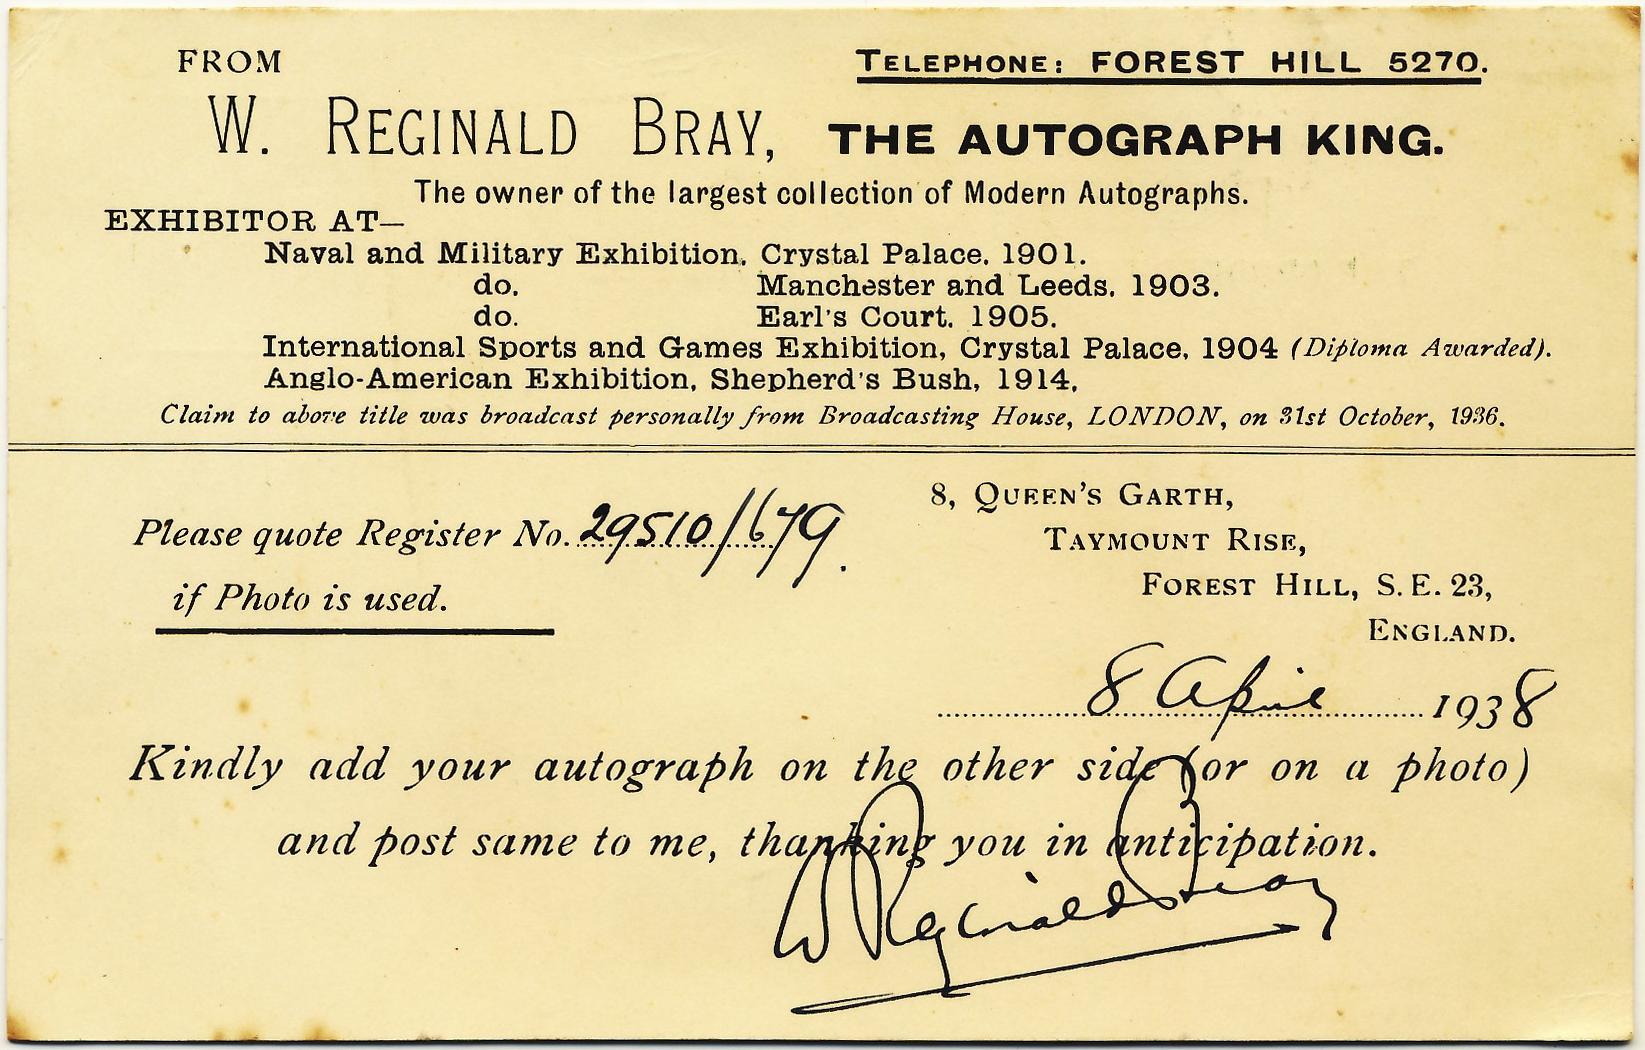 FROM
TELEPHONE: FOREST HILL 5270.
W. REGINALD BRAY, THE AUTOGRAPH KING.
The owner of the largest collection of Modern Autographs.
EXHIBITOR AT—
Naval and Military Exhibition, Crystal Palace, 1901.
do. Manchester and Leeds, 1903.
do. Earl's Court, 1905.
International Sports and Games Exhibition, Crystal Palace, 1904 (Diploma Awarded).
Anglo-American Exhibition, Shepherd's Bush, 1914,
Claim to above title was broadcast personally from Broadcasting House, LONDON, on 31st October, 1936.
Please quote Register No. 29510/679.
if Photo is used.
8, QUEEN'S GARTH,
TAYMOUNT RISE,
FOREST HILL, S.E. 23,
ENGLAND.
8 April 1938
Kindly add your autograph on the other side (or on a photo)
and post same to me, thanking you in anticipation.
W Reginald Bray